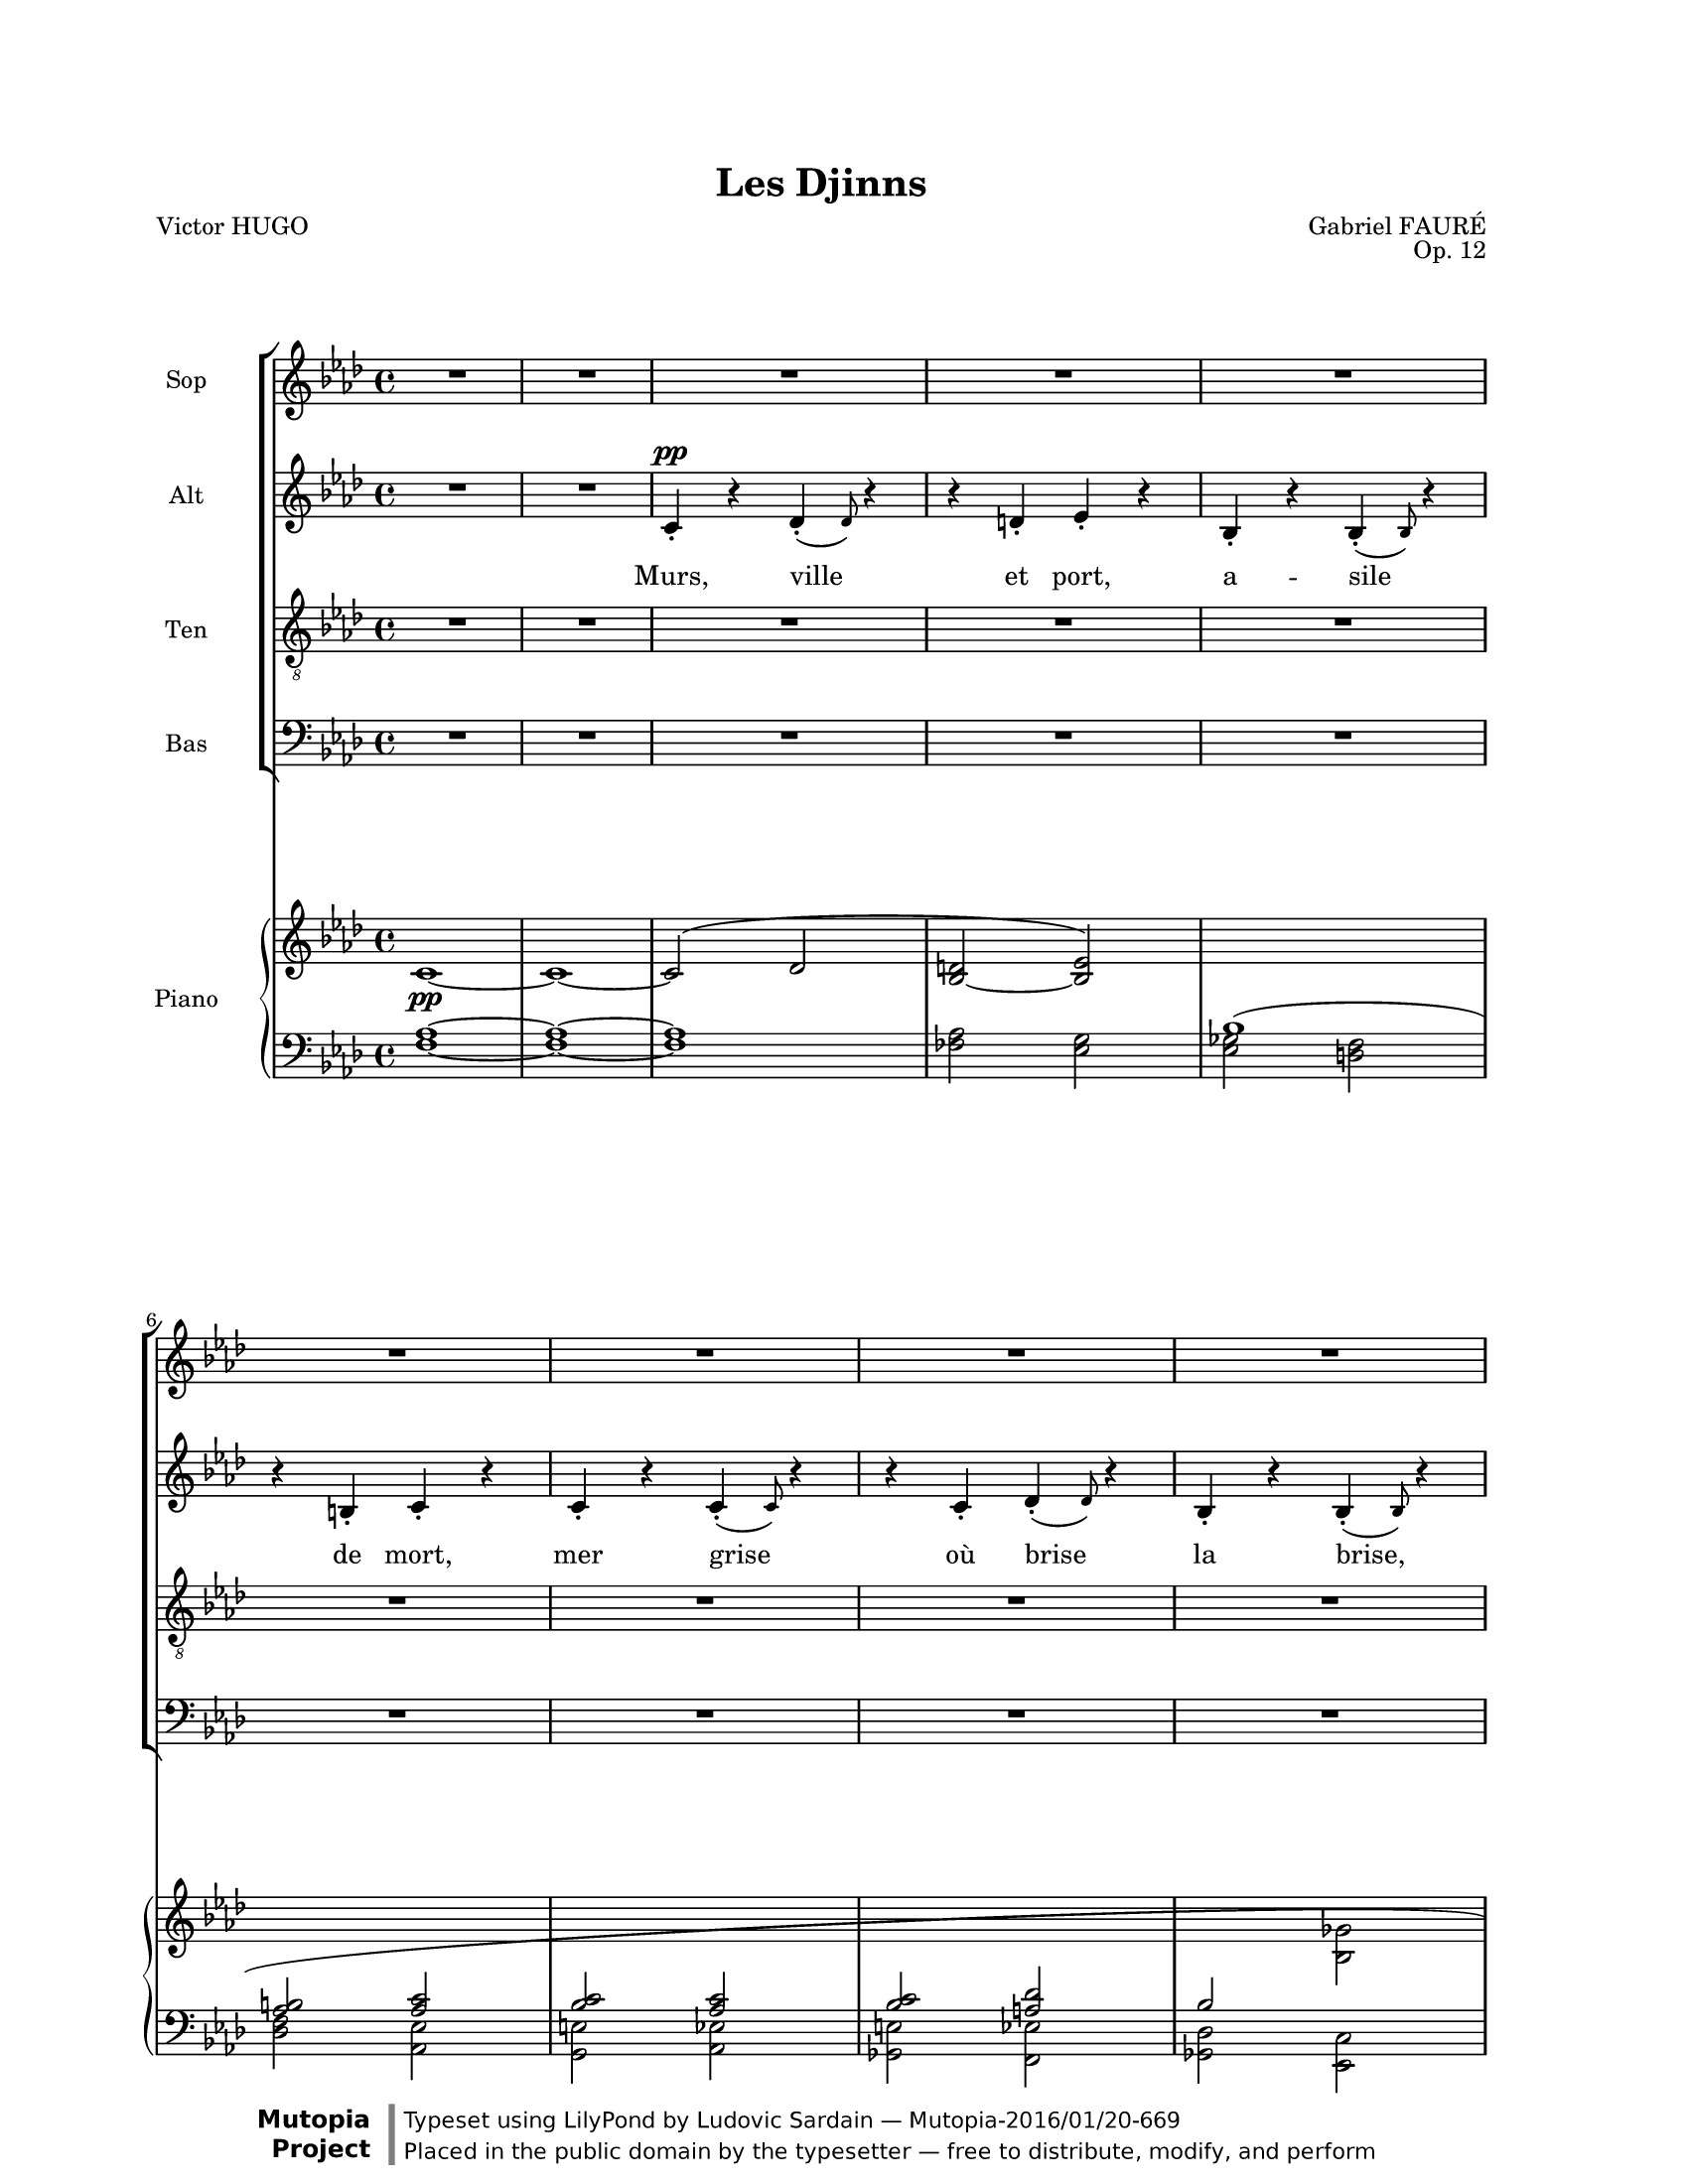 Les Djinns
Victor HUGO
Gabriel FAURÉ
Op. 12
Sop
pp
Alt
Murs, ville et port, a -- sile
Ten
8
Bas
pp
Piano
6
de mort, mer grise où brise la brise,
8
Mutopia Project
Typeset using LilyPond by Ludovic Sardain — Mutopia-2016/01/20-669
Placed in the public domain by the typesetter — free to distribute, modify, and perform